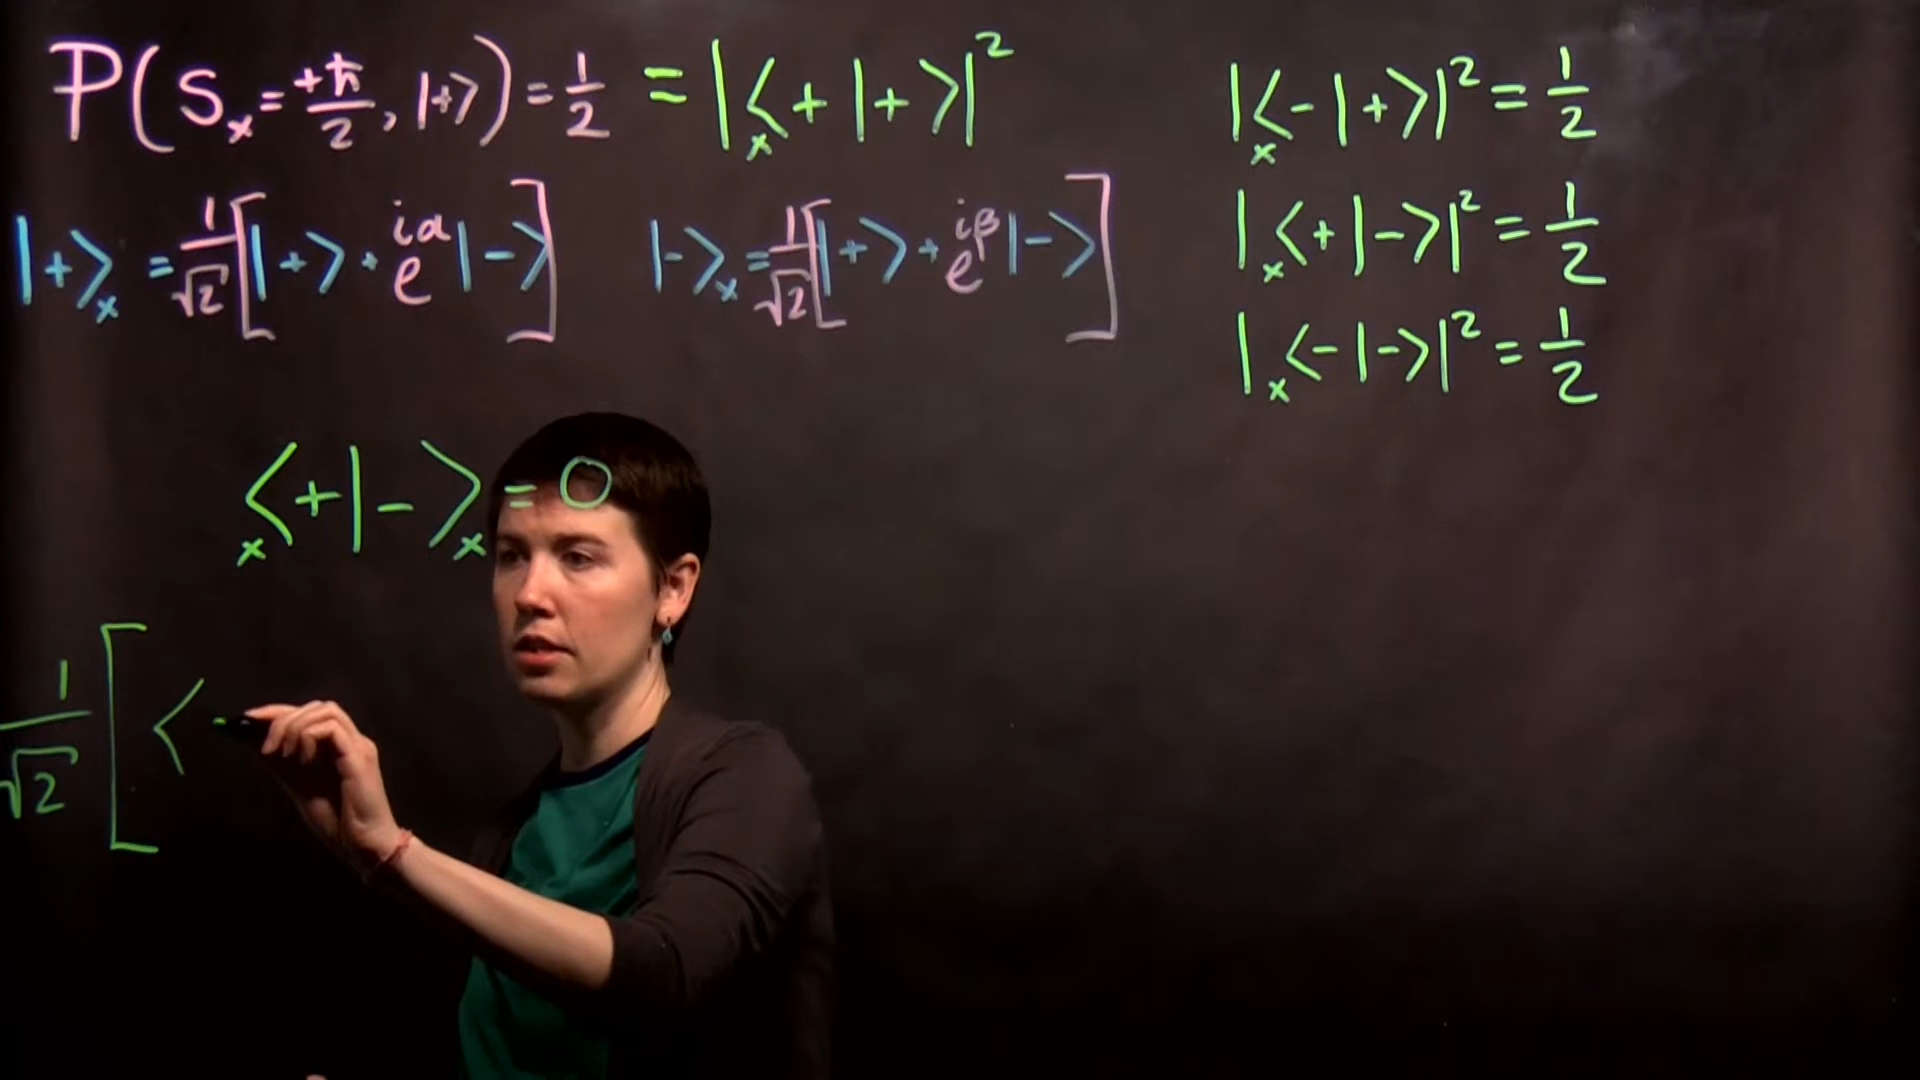 P(Sₓ = +ħ/2, |+⟩) = 1/2 = |ₓ⟨+|+⟩|²
|ₓ⟨-|+⟩|² = 1/2
|+⟩ₓ = 1/√2 [|+⟩ + e^{iα} |-⟩]
|-⟩ₓ = 1/√2 [|+⟩ + e^{iβ} |-⟩]
|ₓ⟨+|-⟩|² = 1/2
|ₓ⟨-|-⟩|² = 1/2
ₓ⟨+|-⟩ₓ = 0
1/√2 [⟨-